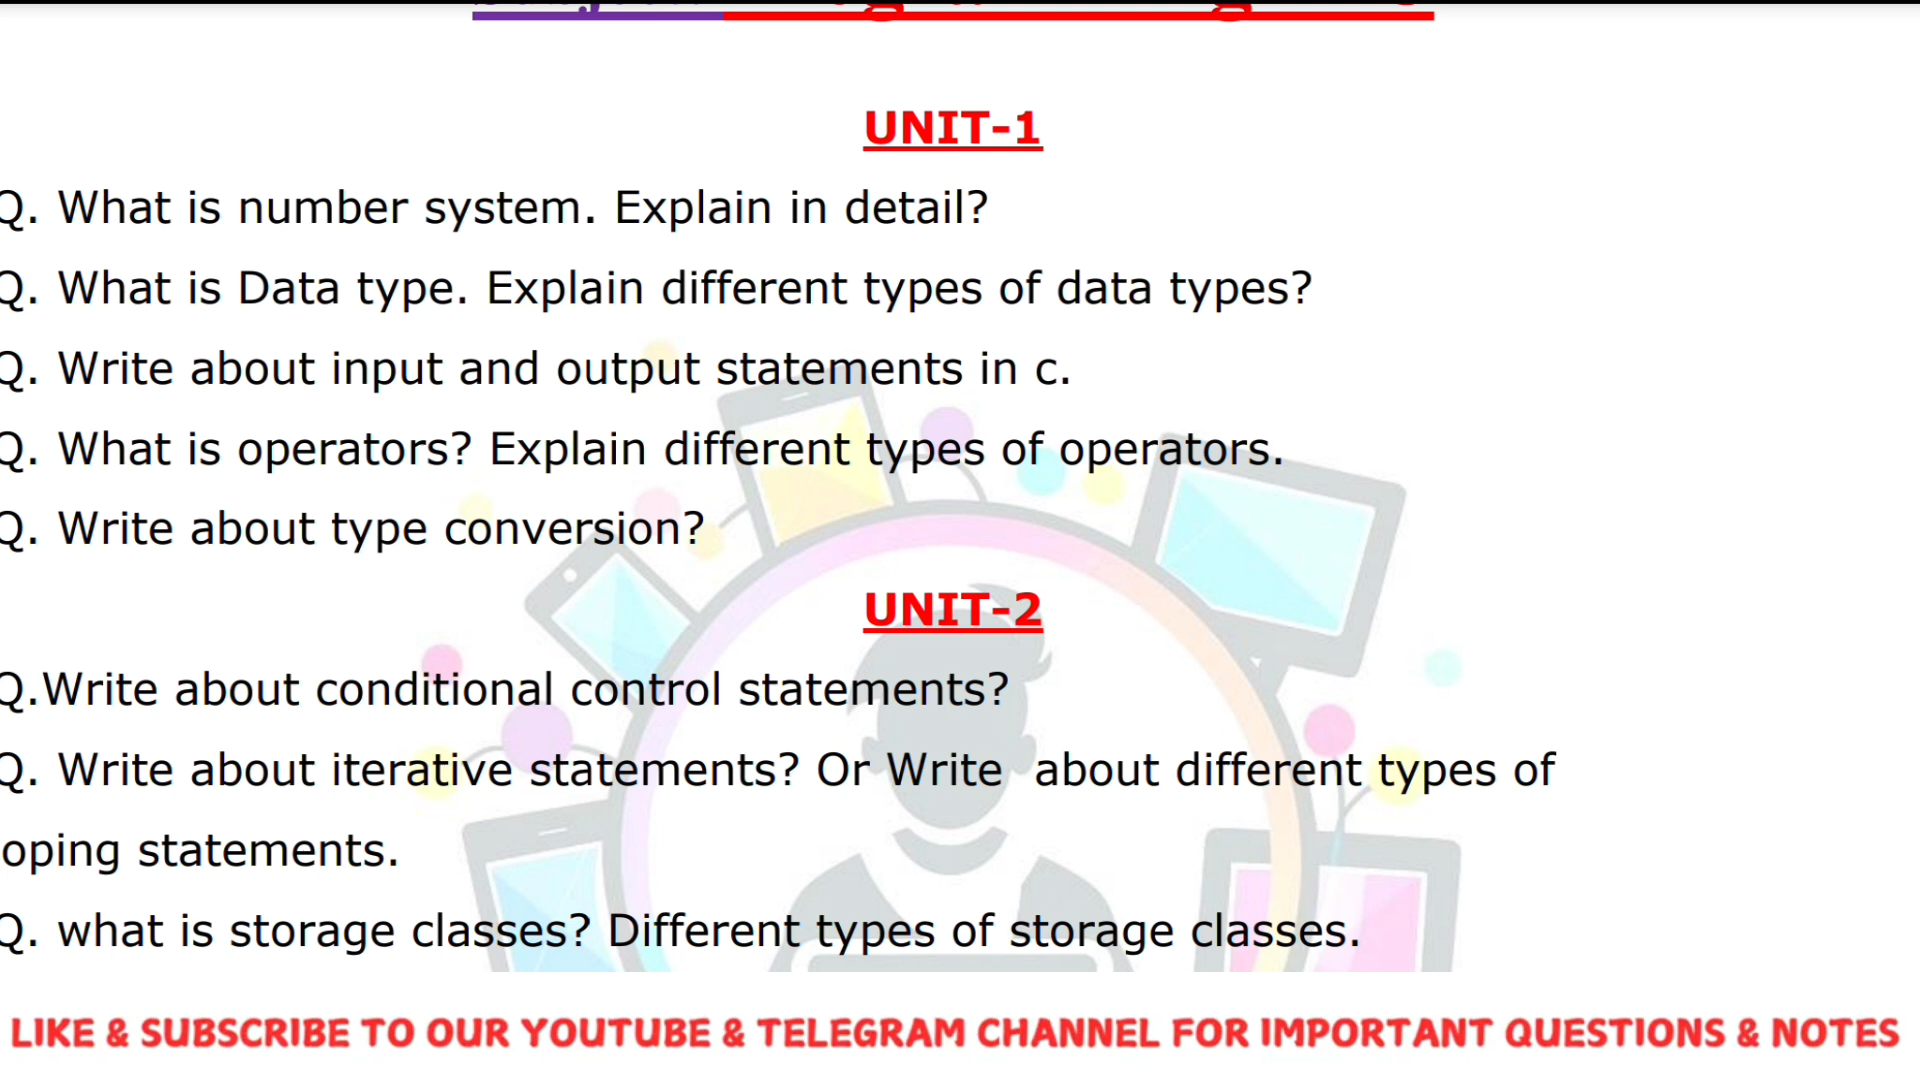 UNIT-1
Q. What is number system. Explain in detail?
Q. What is Data type. Explain different types of data types?
Q. Write about input and output statements in c.
Q. What is operators? Explain different types of operators.
Q. Write about type conversion?
UNIT-2
Q.Write about conditional control statements?
Q. Write about iterative statements? Or Write about different types of
oping statements.
Q. what is storage classes? Different types of storage classes.
LIKE & SUBSCRIBE TO OUR YOUTUBE & TELEGRAM CHANNEL FOR IMPORTANT QUESTIONS & NOTES